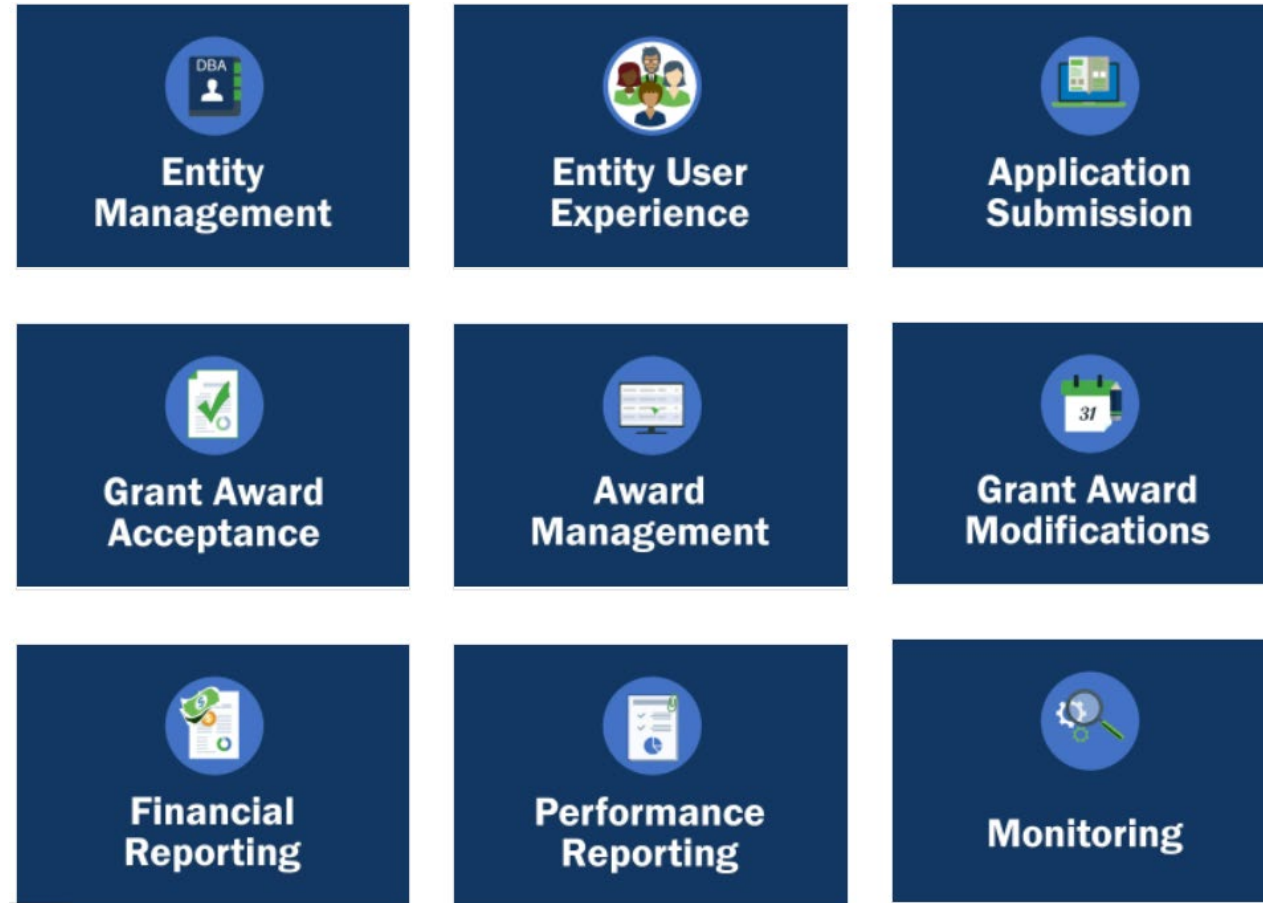 DBA
Entity
Management
Entity User
Experience
Application
Submission
Grant Award
Acceptance
Award
Management
31
Grant Award
Modifications
Financial
Reporting
Performance
Reporting
Monitoring